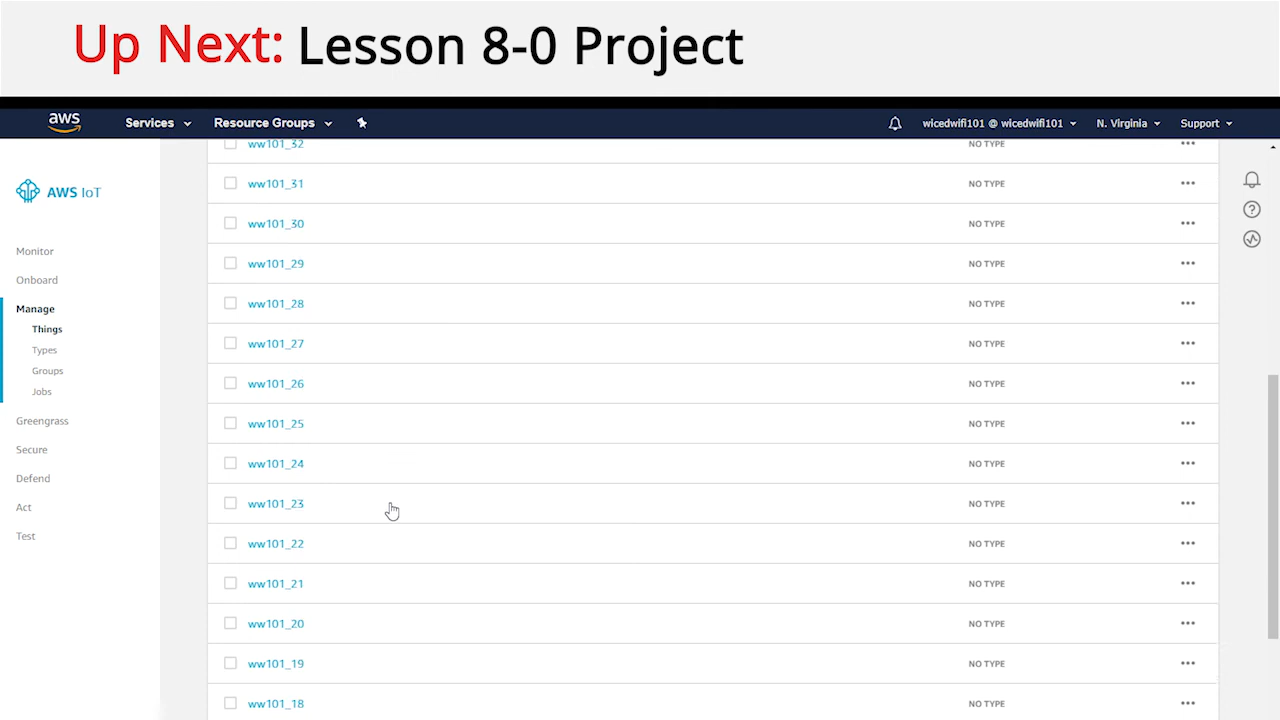 Up Next: Lesson 8-0 Project
aws Services Resource Groups wicedwifi101 @ wicedwifi101 N. Virginia Support
AWS IoT
Monitor
Onboard
Manage
Things
Types
Groups
Jobs
Greengrass
Secure
Defend
Act
Test
ww101_32 NO TYPE
ww101_31 NO TYPE
ww101_30 NO TYPE
ww101_29 NO TYPE
ww101_28 NO TYPE
ww101_27 NO TYPE
ww101_26 NO TYPE
ww101_25 NO TYPE
ww101_24 NO TYPE
ww101_23 NO TYPE
ww101_22 NO TYPE
ww101_21 NO TYPE
ww101_20 NO TYPE
ww101_19 NO TYPE
ww101_18 NO TYPE